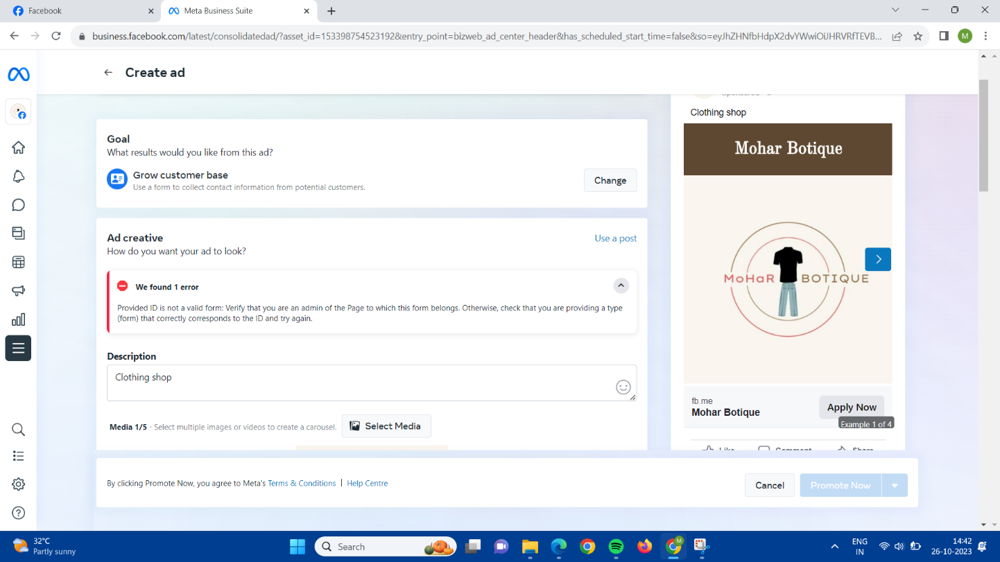 Facebook
Meta Business Suite
business.facebook.com/latest/consolidatedad/?asset_id=153398754523192&entry_point=bizweb_ad_center_header&has_scheduled_start_time=false&so=eyJhZHNfbHdpX2dvYWwiOiJHRVRfTEVB...
M
Create ad
Goal
What results would you like from this ad?
Grow customer base
Use a form to collect contact information from potential customers.
Change
Ad creative
How do you want your ad to look?
Use a post
We found 1 error
Provided ID is not a valid form: Verify that you are an admin of the Page to which this form belongs. Otherwise, check that you are providing a type
(form) that correctly corresponds to the ID and try again.
Description
Clothing shop
Media 1/5 · Select multiple images or videos to create a carousel.
Select Media
Sponsored
Clothing shop
Mohar Botique
MoHaR BOTIQUE
fb.me
Mohar Botique
Apply Now
Example 1 of 4
Like Comment Share
By clicking Promote Now, you agree to Meta's Terms & Conditions | Help Centre
Cancel
Promote Now
32°C
Partly sunny
Search
M
ENG
IN
14:42
26-10-2023